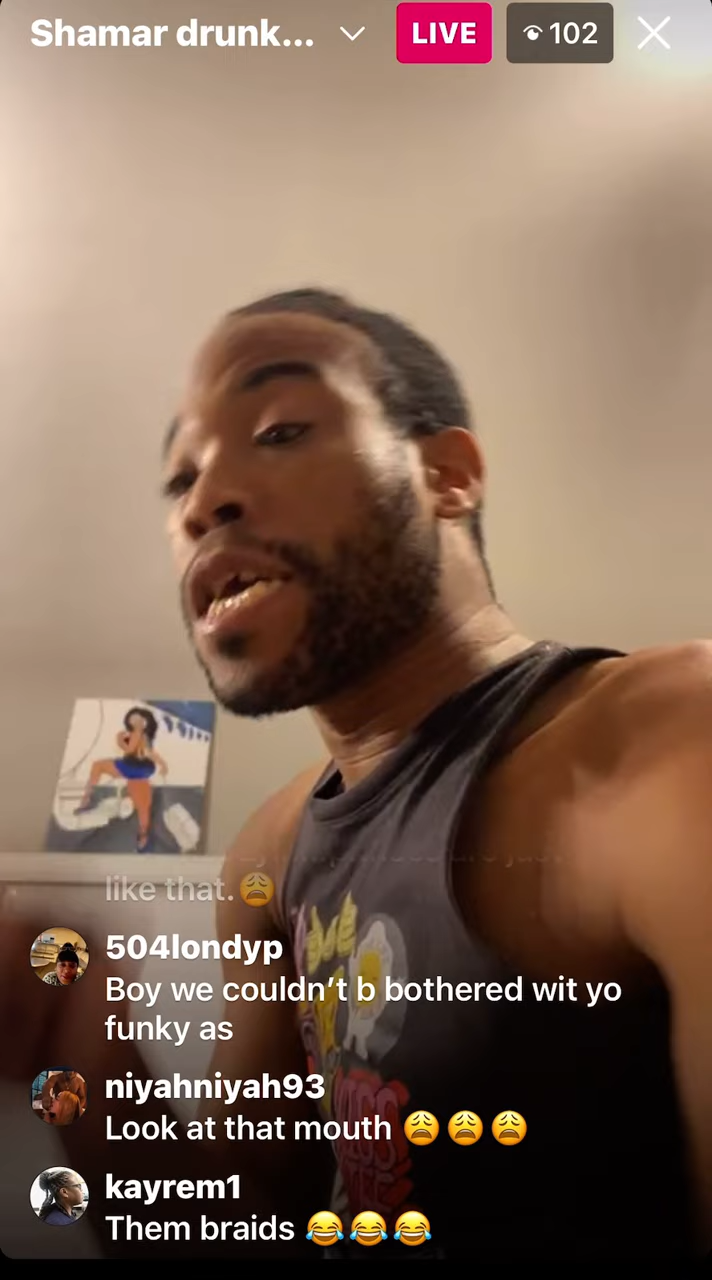 Shamar drunk...
LIVE
102
like that.😩
504londyp
Boy we couldn't b bothered wit yo
funky as
niyahniyah93
Look at that mouth 😩😩😩
kayrem1
Them braids 😂😂😂